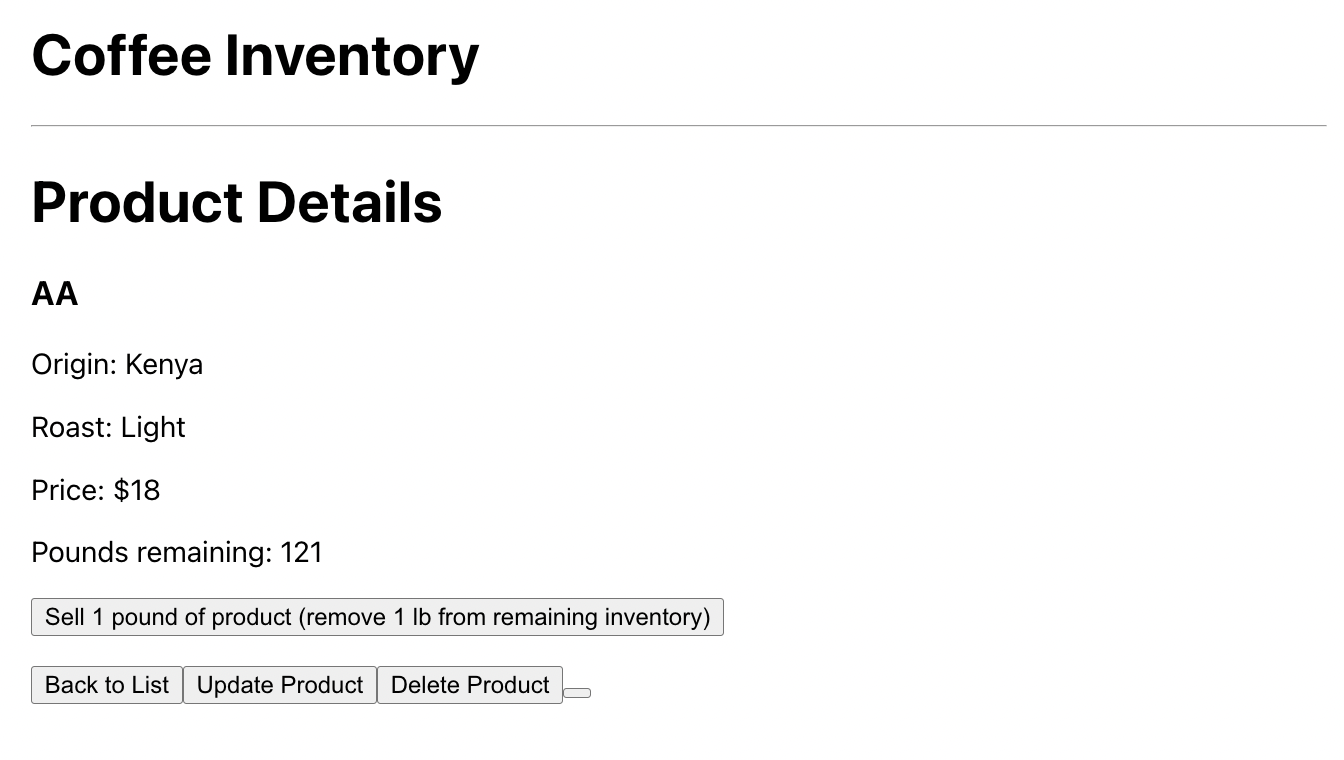 Coffee Inventory
Product Details
AA
Origin: Kenya
Roast: Light
Price: $18
Pounds remaining: 121
Sell 1 pound of product (remove 1 lb from remaining inventory)
Back to List Update Product Delete Product